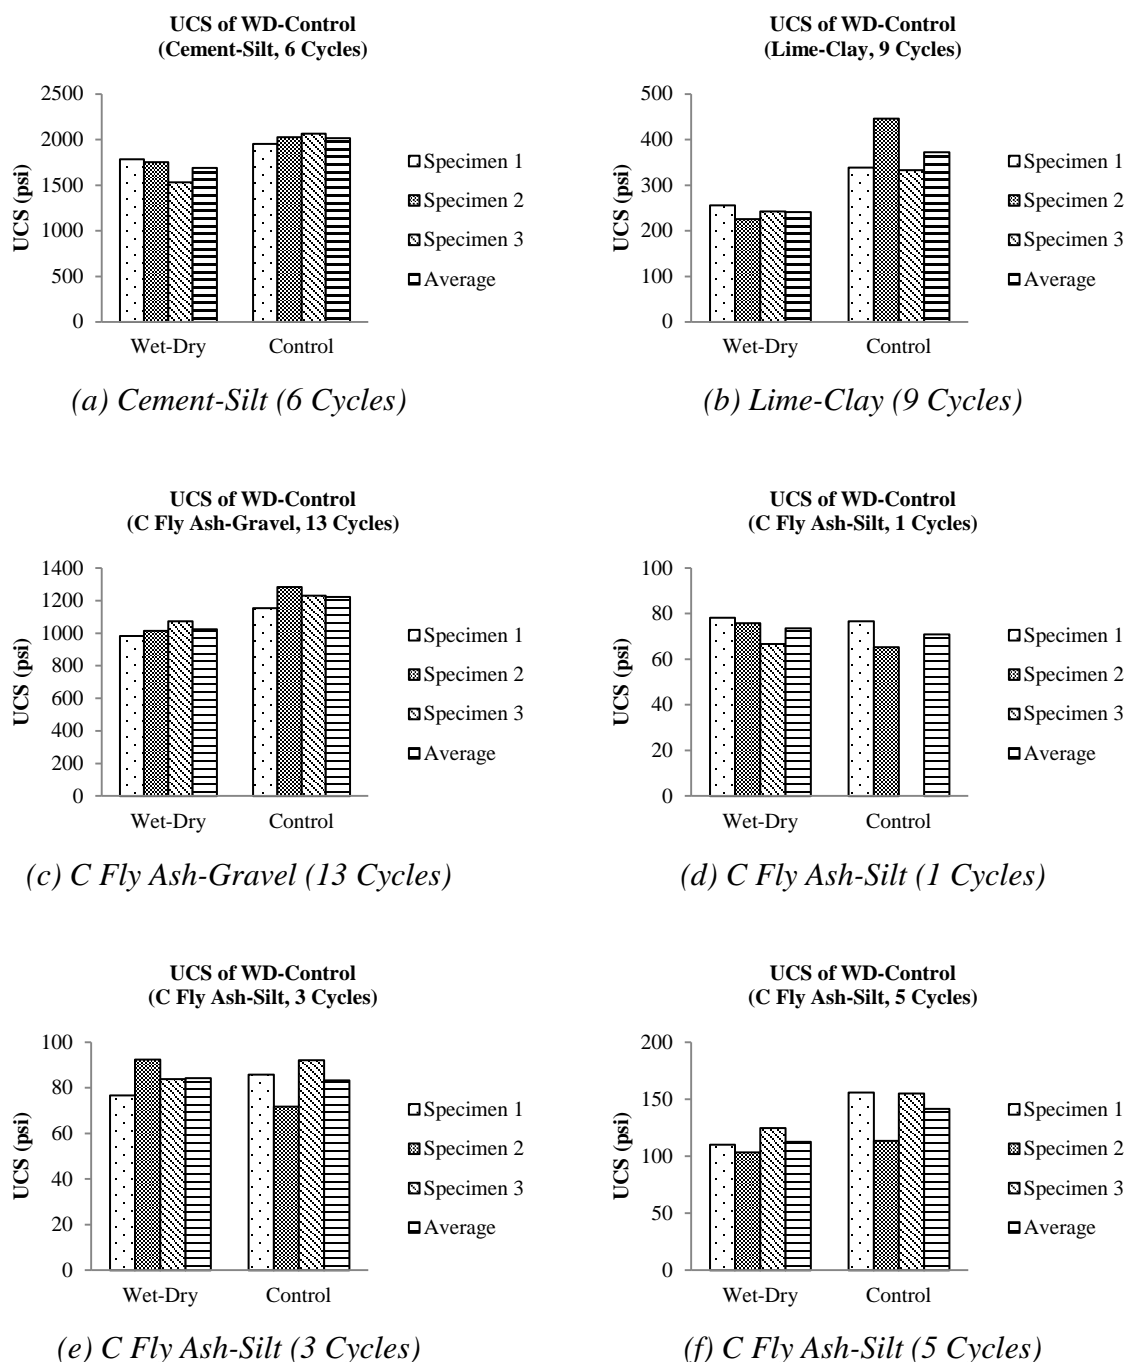 UCS of WD-Control
(Cement-Silt, 6 Cycles)
2500
2000
1500
1000
500
0
UCS (psi)
Wet-Dry
Control
Specimen 1
Specimen 2
Specimen 3
Average
(a) Cement-Silt (6 Cycles)
UCS of WD-Control
(Lime-Clay, 9 Cycles)
500
400
300
200
100
0
UCS (psi)
Wet-Dry
Control
Specimen 1
Specimen 2
Specimen 3
Average
(b) Lime-Clay (9 Cycles)
UCS of WD-Control
(C Fly Ash-Gravel, 13 Cycles)
1400
1200
1000
800
600
400
200
0
UCS (psi)
Wet-Dry
Control
Specimen 1
Specimen 2
Specimen 3
Average
(c) C Fly Ash-Gravel (13 Cycles)
UCS of WD-Control
(C Fly Ash-Silt, 1 Cycles)
100
80
60
40
20
0
UCS (psi)
Wet-Dry
Control
Specimen 1
Specimen 2
Specimen 3
Average
(d) C Fly Ash-Silt (1 Cycles)
UCS of WD-Control
(C Fly Ash-Silt, 3 Cycles)
100
80
60
40
20
0
UCS (psi)
Wet-Dry
Control
Specimen 1
Specimen 2
Specimen 3
Average
(e) C Fly Ash-Silt (3 Cycles)
UCS of WD-Control
(C Fly Ash-Silt, 5 Cycles)
200
150
100
50
0
UCS (psi)
Wet-Dry
Control
Specimen 1
Specimen 2
Specimen 3
Average
(f) C Fly Ash-Silt (5 Cycles)